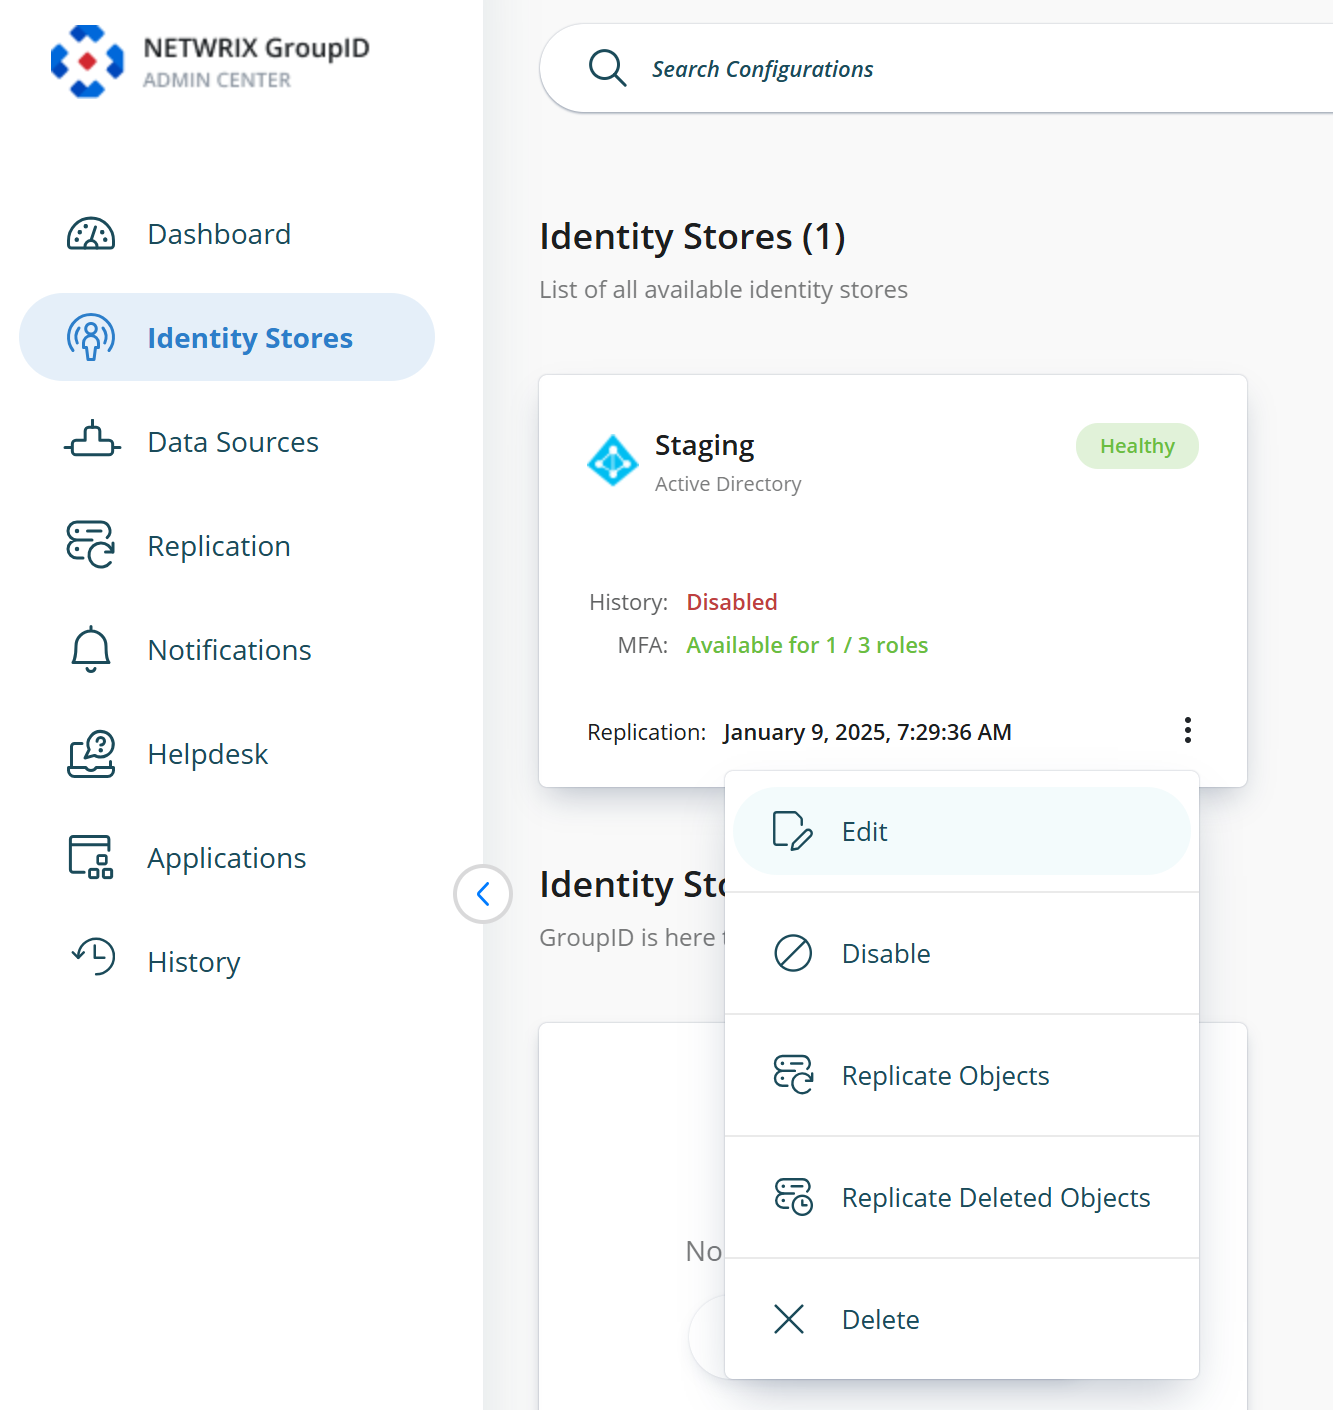 NETWRIX GroupID
ADMIN CENTER
Search Configurations
Dashboard
Identity Stores
Data Sources
Replication
Notifications
Helpdesk
Applications
History
Identity Stores (1)
List of all available identity stores
Staging
Active Directory
Healthy
History: Disabled
MFA: Available for 1 / 3 roles
Replication: January 9, 2025, 7:29:36 AM
Edit
Disable
Replicate Objects
Replicate Deleted Objects
Delete
Identity
GroupID is here
No